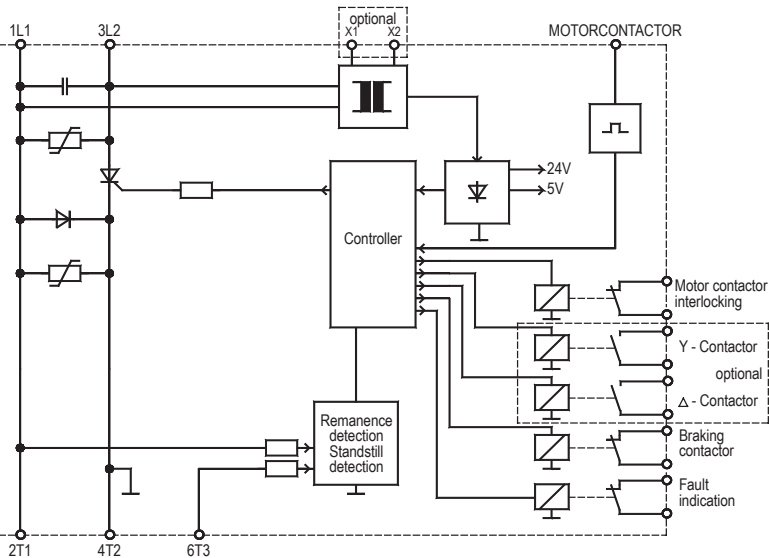 optional
1L1 3L2 X1 X2 MOTORCONTACTOR
24V
5V
Controller
Motor contactor
interlocking
Y - Contactor
optional
Δ - Contactor
Remanence
detection
Standstill
detection
Braking
contactor
Fault
indication
2T1 4T2 6T3